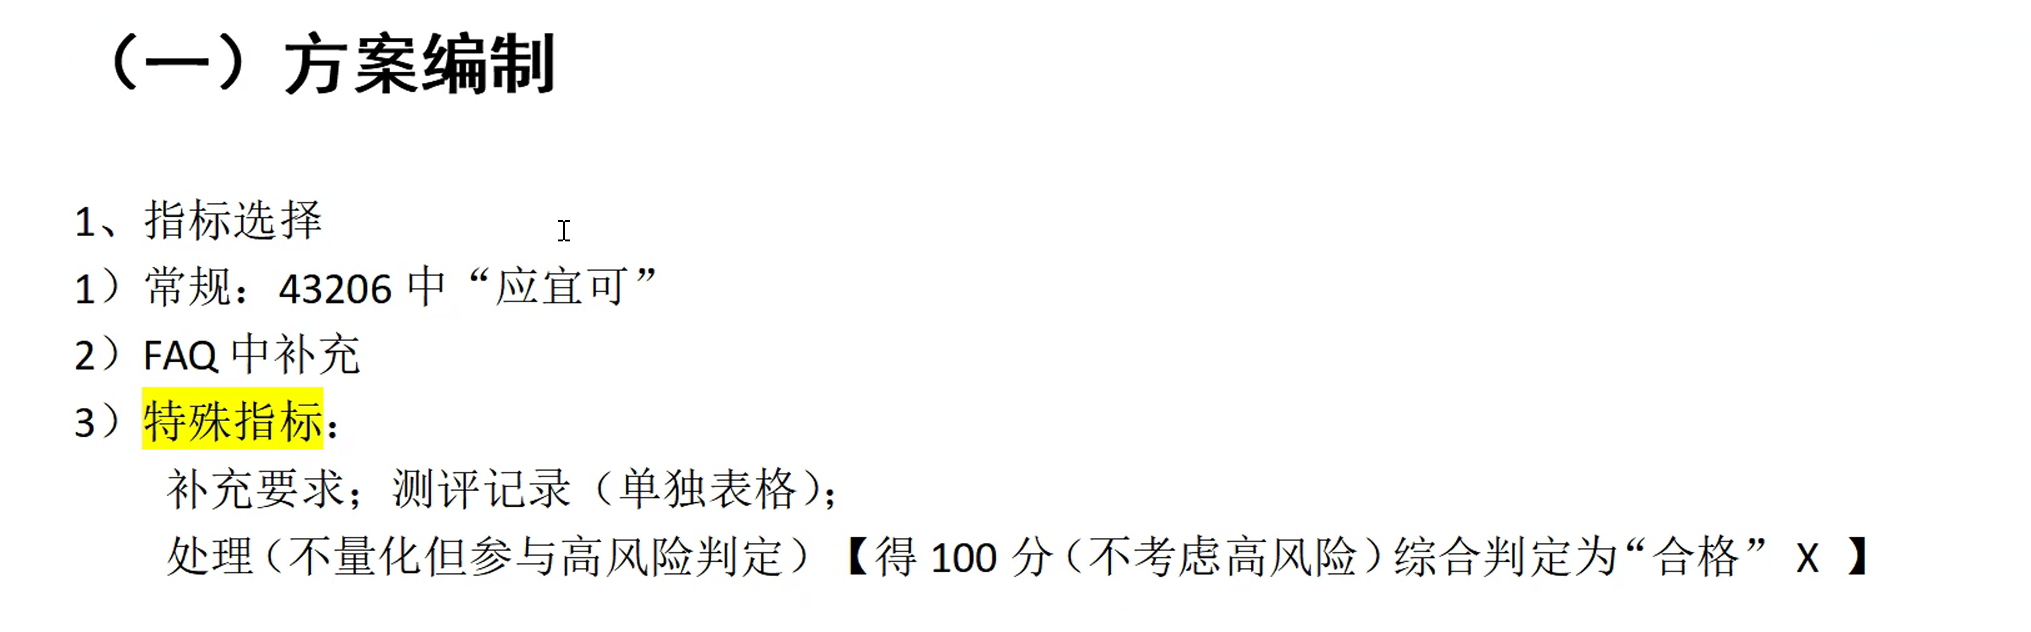 （一）方案编制
1、指标选择
1）常规：43206 中“应宜可”
2）FAQ 中补充
3）特殊指标：
补充要求；测评记录（单独表格）；
处理（不量化但参与高风险判定）【得 100 分（不考虑高风险）综合判定为“合格” X 】